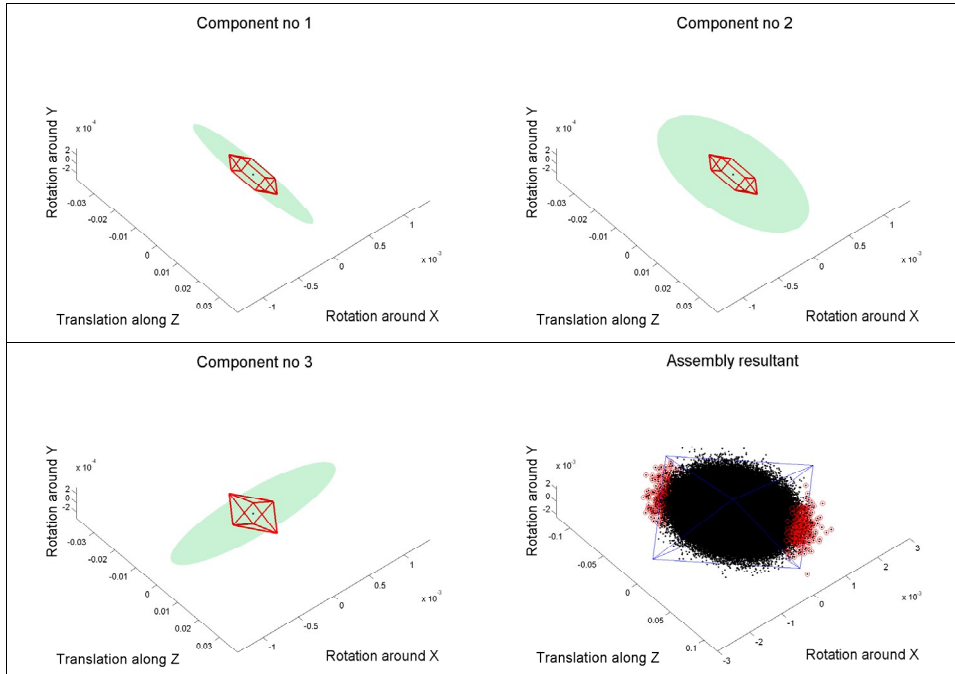 Component no 1
Rotation around Y
x 10⁻⁴
2
0
-2
-0.03
-0.02
-0.01
0
0.01
0.02
0.03
Translation along Z
1
0.5
0
-0.5
-1
x 10⁻³
Rotation around X
Component no 2
Rotation around Y
x 10⁻⁴
2
0
-2
-0.03
-0.02
-0.01
0
0.01
0.02
0.03
Translation along Z
1
0.5
0
-0.5
-1
x 10⁻³
Rotation around X
Component no 3
Rotation around Y
x 10⁻⁴
2
0
-2
-0.03
-0.02
-0.01
0
0.01
0.02
0.03
Translation along Z
1
0.5
0
-0.5
-1
x 10⁻³
Rotation around X
Assembly resultant
Rotation around Y
x 10⁻³
2
0
-2
-0.1
-0.05
0
0.05
0.1
Translation along Z
3
2
1
0
-1
-2
-3
x 10⁻³
Rotation around X